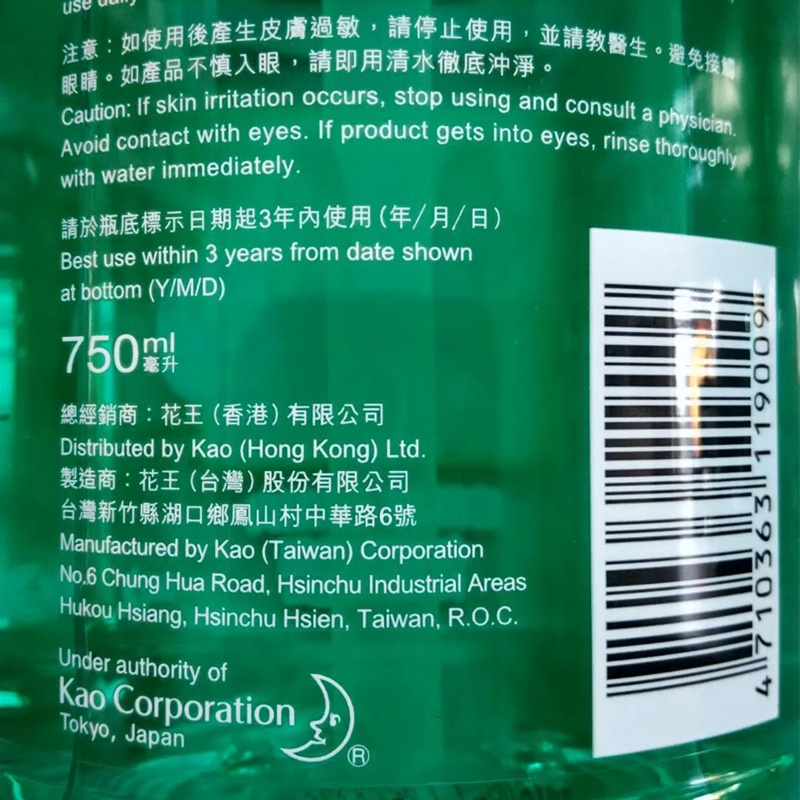 use daily
注意：如使用後產生皮膚過敏，請停止使用，並請教醫生。避免接觸
眼睛。如產品不慎入眼，請即用清水徹底沖淨。
Caution: If skin irritation occurs, stop using and consult a physician.
Avoid contact with eyes. If product gets into eyes, rinse thoroughly
with water immediately.
請於瓶底標示日期起3年內使用（年/月/日）
Best use within 3 years from date shown
at bottom (Y/M/D)
750ml
毫升
總經銷商：花王（香港）有限公司
Distributed by Kao (Hong Kong) Ltd.
製造商：花王（台灣）股份有限公司
台灣新竹縣湖口鄉鳳山村中華路6號
Manufactured by Kao (Taiwan) Corporation
No.6 Chung Hua Road, Hsinchu Industrial Areas
Hukou Hsiang, Hsinchu Hsien, Taiwan, R.O.C.
Under authority of
Kao Corporation
Tokyo, Japan
®
4 710363 119009